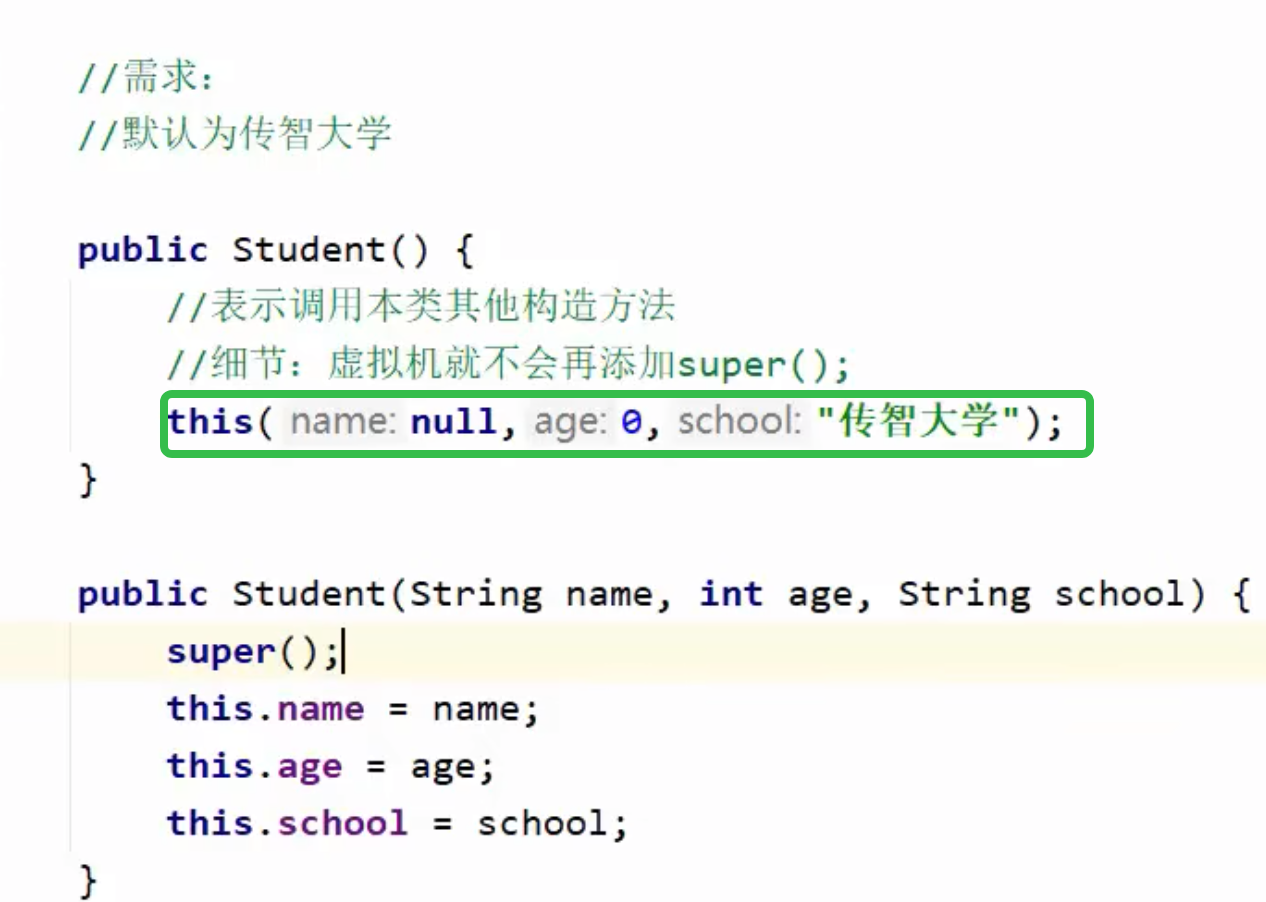 //需求：
//默认为传智大学
public Student() {
//表示调用本类其他构造方法
//细节：虚拟机就不会再添加super();
this( name: null, age: 0, school: "传智大学");
}
public Student(String name, int age, String school) {
super();
this.name = name;
this.age = age;
this.school = school;
}